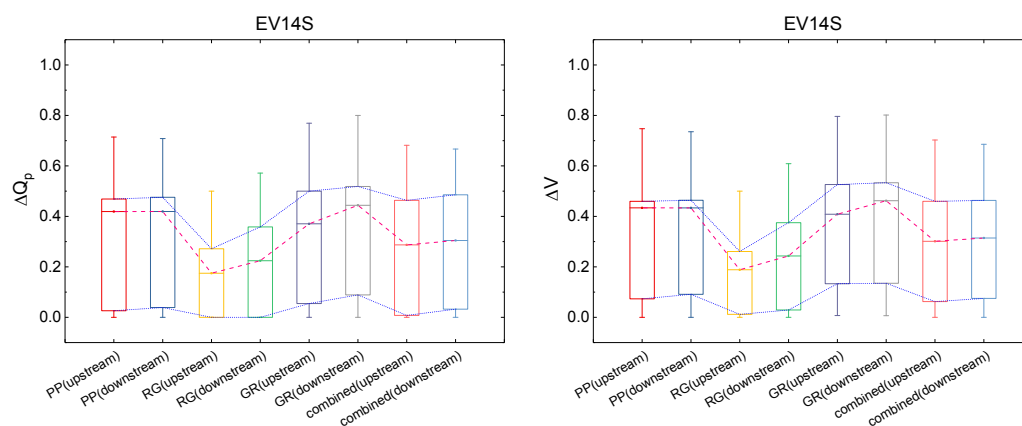 EV14S
ΔQp
1.0
0.8
0.6
0.4
0.2
0.0
PP(upstream)
PP(downstream)
RG(upstream)
RG(downstream)
GR(upstream)
GR(downstream)
combined(upstream)
combined(downstream)
EV14S
ΔV
1.0
0.8
0.6
0.4
0.2
0.0
PP(upstream)
PP(downstream)
RG(upstream)
RG(downstream)
GR(upstream)
GR(downstream)
combined(upstream)
combined(downstream)